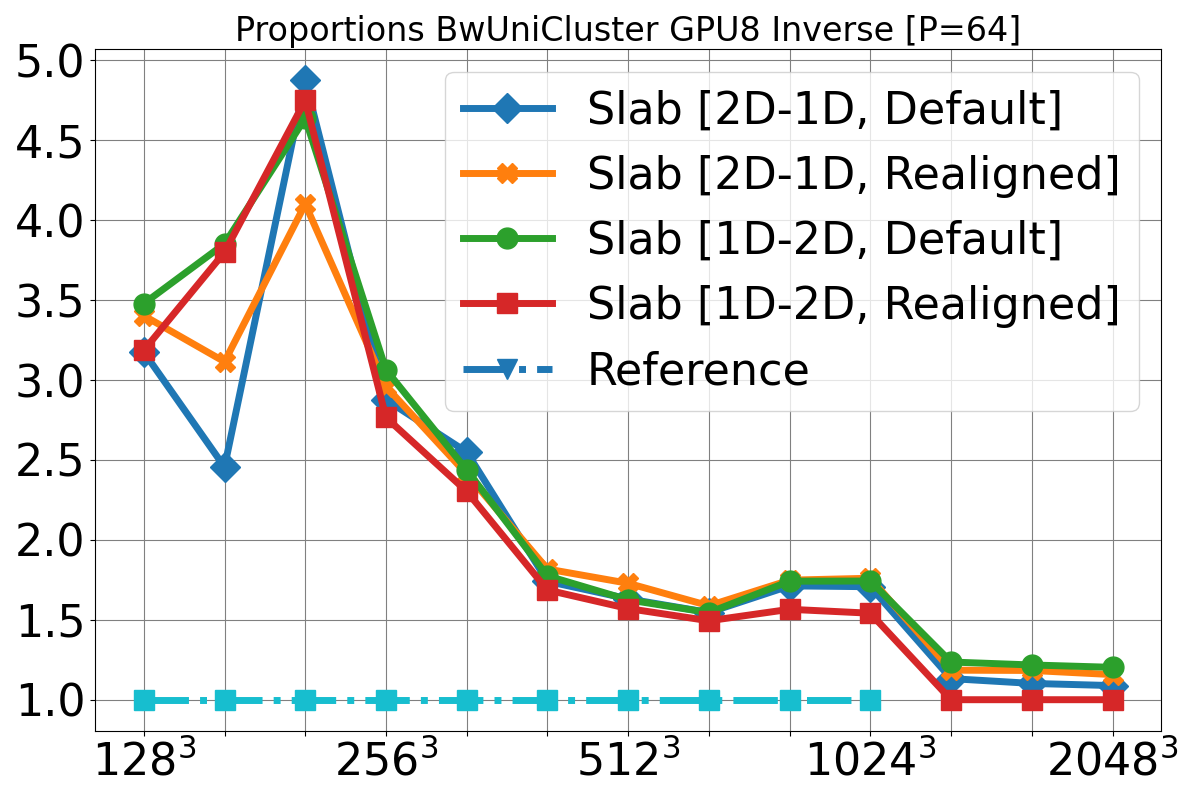 Proportions BwUniCluster GPU8 Inverse [P=64]
5.0
4.5
4.0
3.5
3.0
2.5
2.0
1.5
1.0
Slab [2D-1D, Default]
Slab [2D-1D, Realigned]
Slab [1D-2D, Default]
Slab [1D-2D, Realigned]
Reference
128³ 256³ 512³ 1024³ 2048³